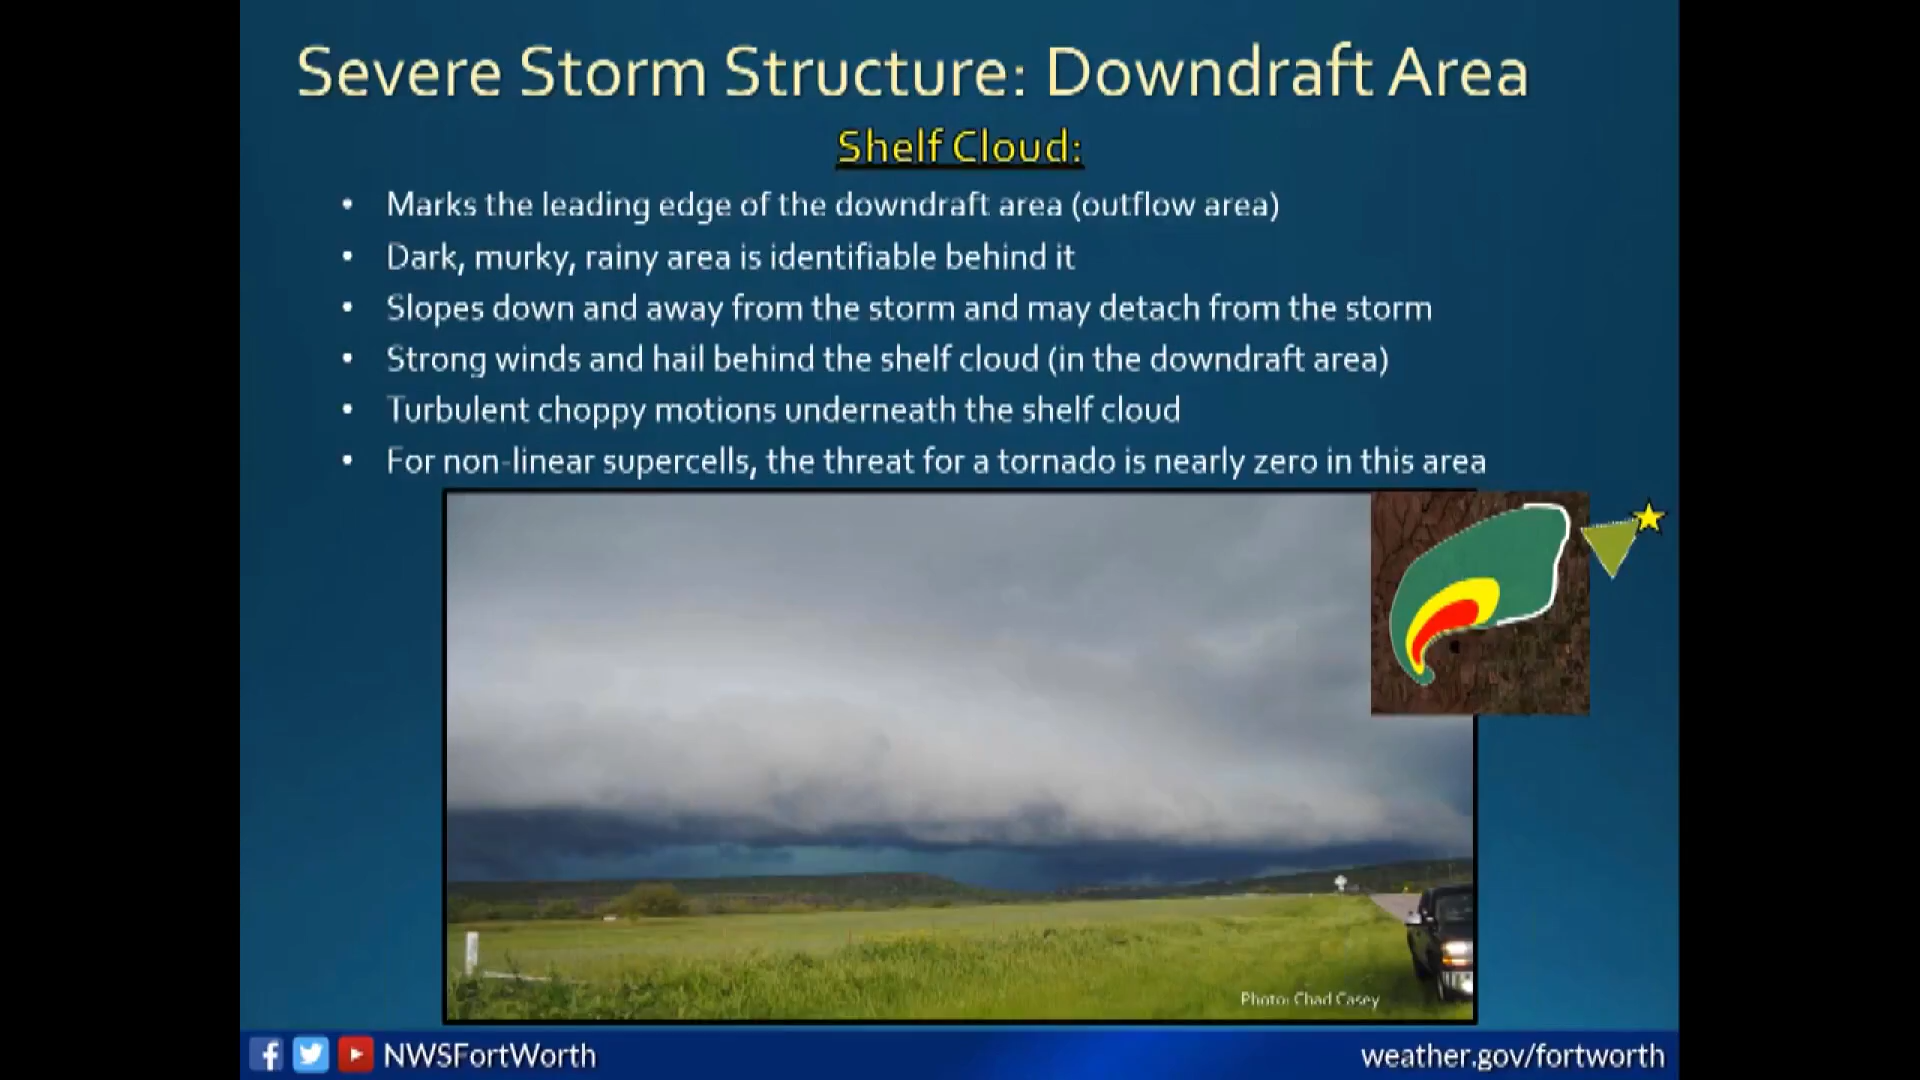 Severe Storm Structure: Downdraft Area
Shelf Cloud:
• Marks the leading edge of the downdraft area (outflow area)
• Dark, murky, rainy area is identifiable behind it
• Slopes down and away from the storm and may detach from the storm
• Strong winds and hail behind the shelf cloud (in the downdraft area)
• Turbulent choppy motions underneath the shelf cloud
• For non-linear supercells, the threat for a tornado is nearly zero in this area
Photo: Chad Casey
NWSFortWorth
weather.gov/fortworth